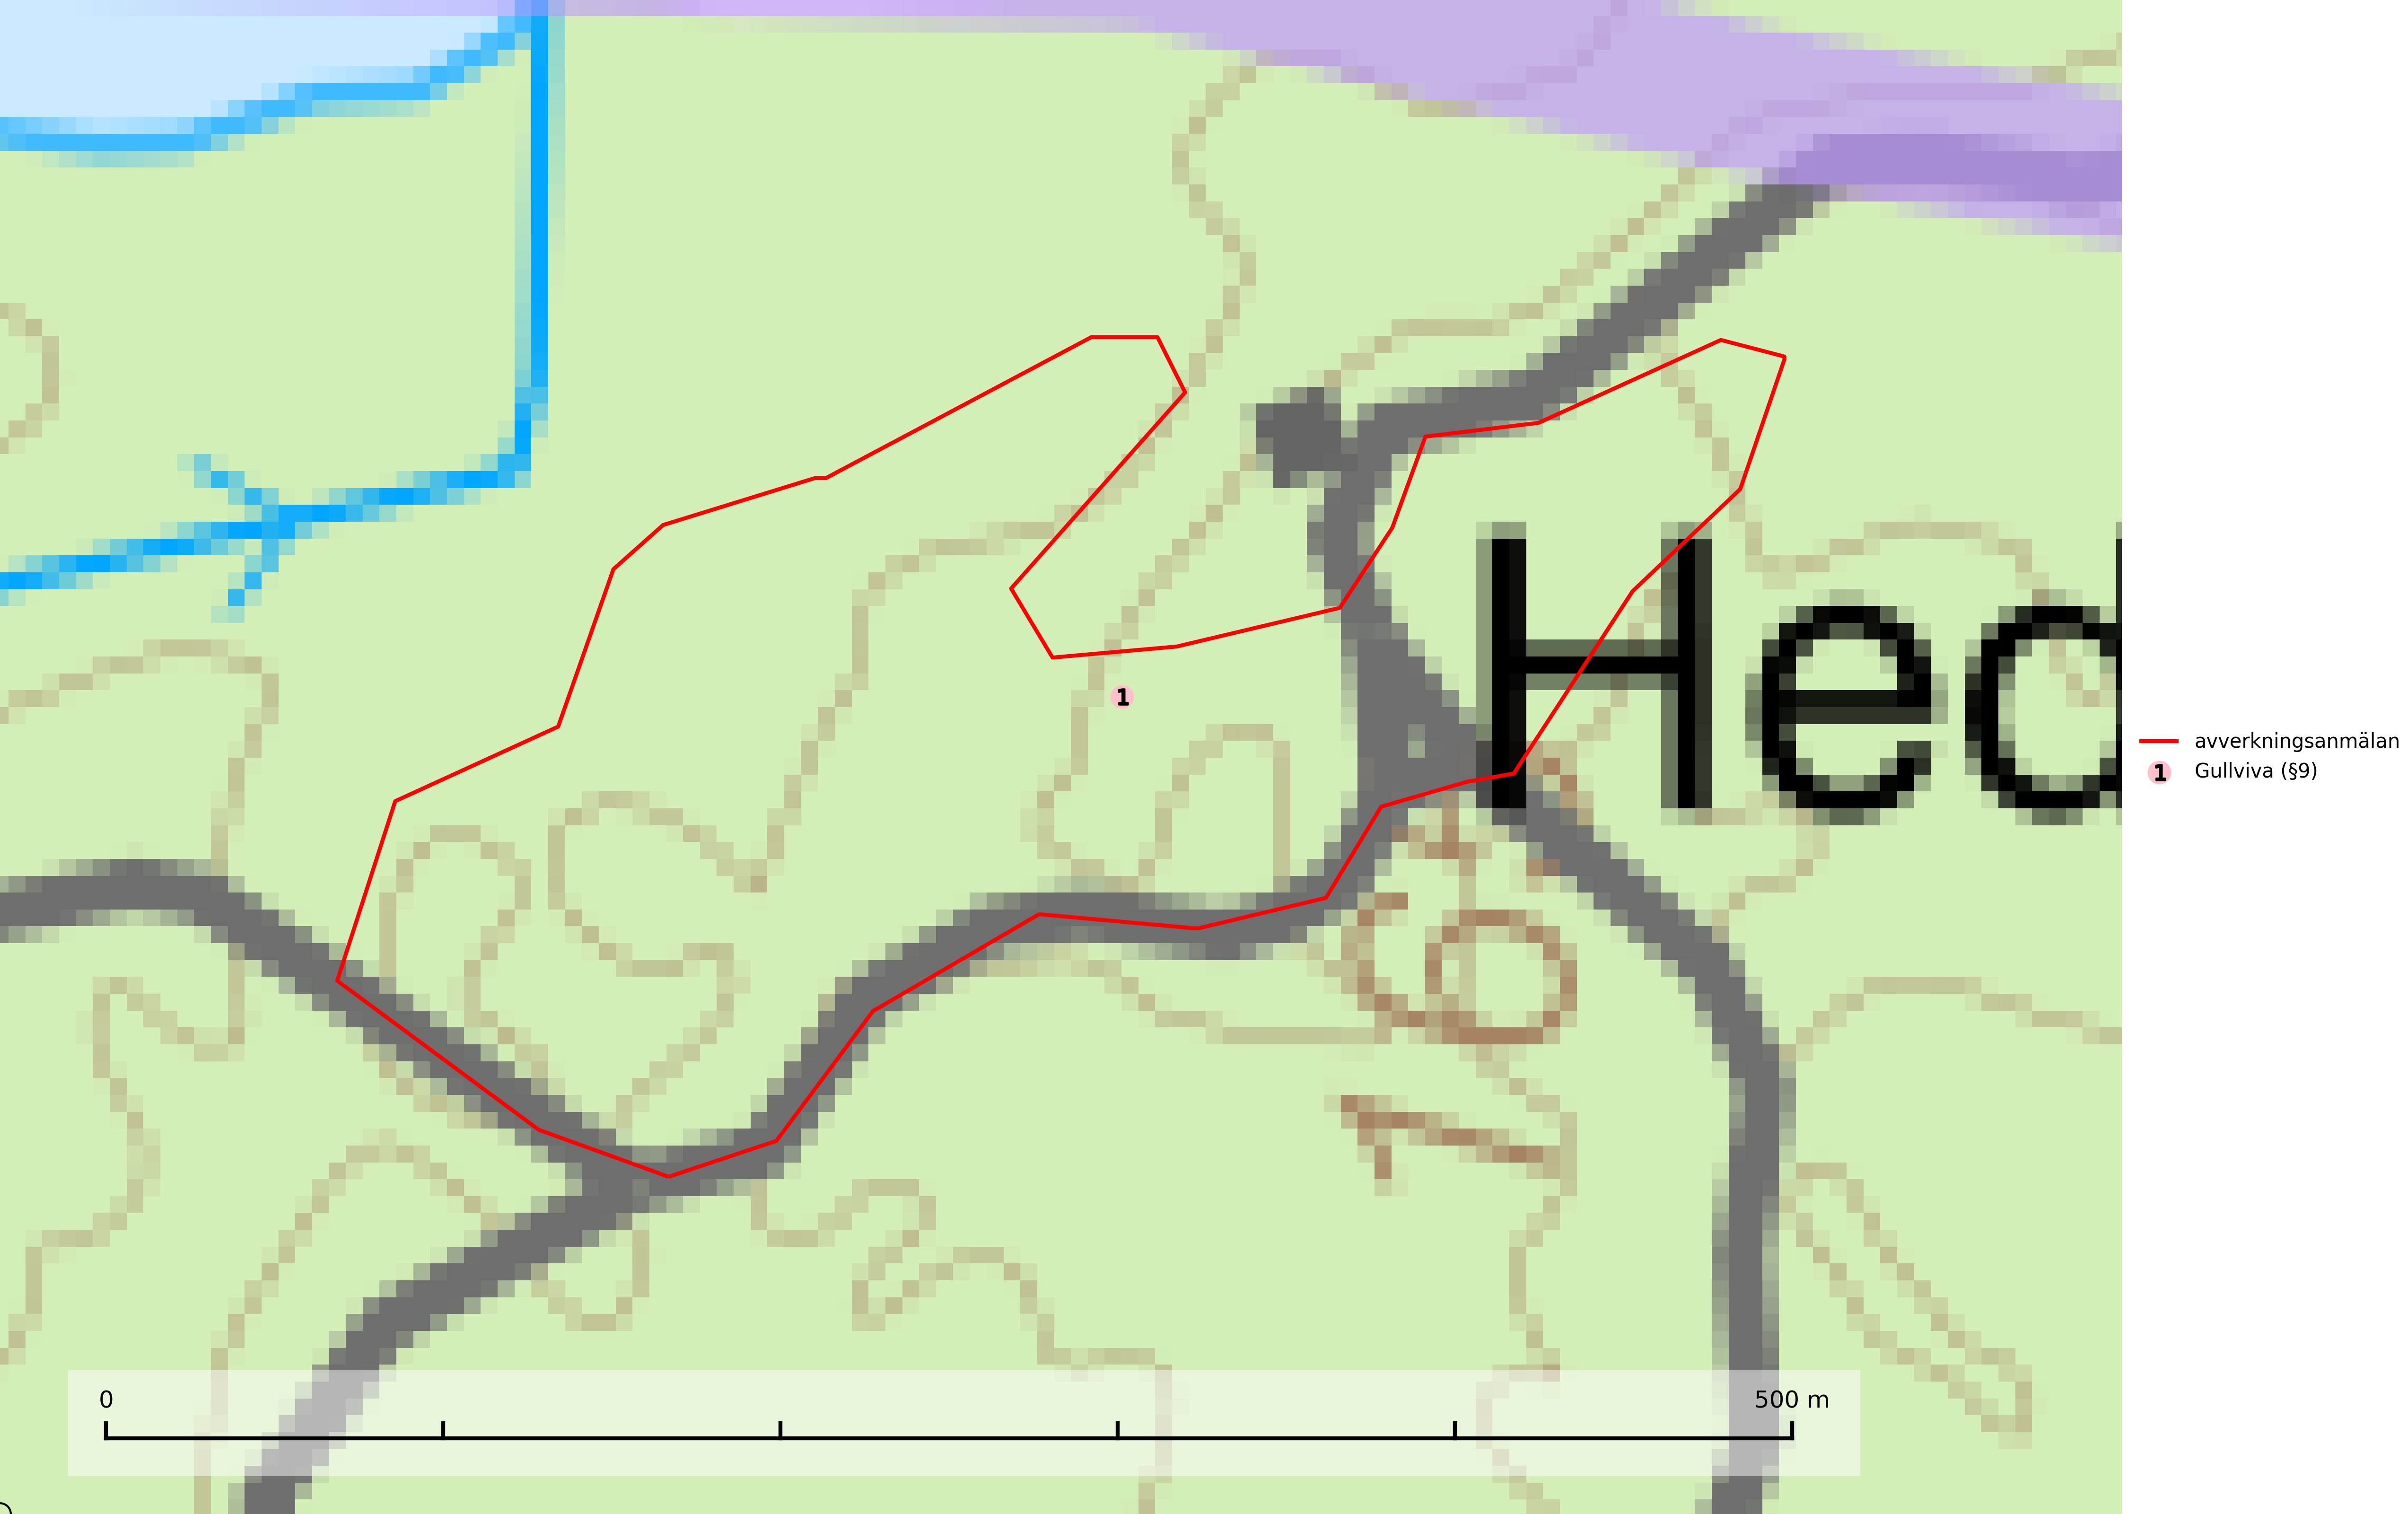 Hed
1
avverkningsanmälan
1 Gullviva (§9)
0 500 m